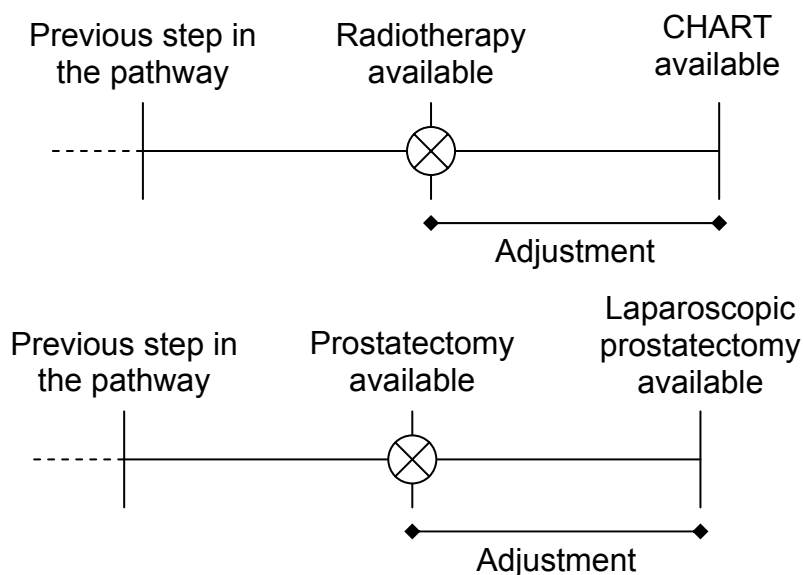 Previous step in
the pathway
Radiotherapy
available
CHART
available
Adjustment
Previous step in
the pathway
Prostatectomy
available
Laparoscopic
prostatectomy
available
Adjustment